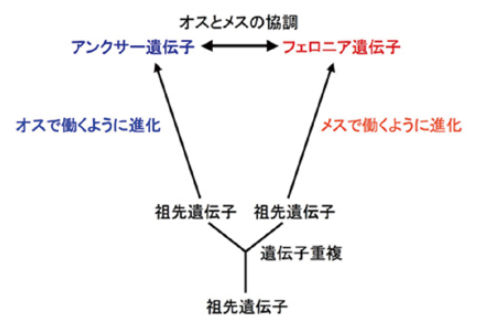 オスとメスの協調
アンクサー遺伝子
フェロニア遺伝子
オスで働くように進化
メスで働くように進化
祖先遺伝子
祖先遺伝子
遺伝子重複
祖先遺伝子